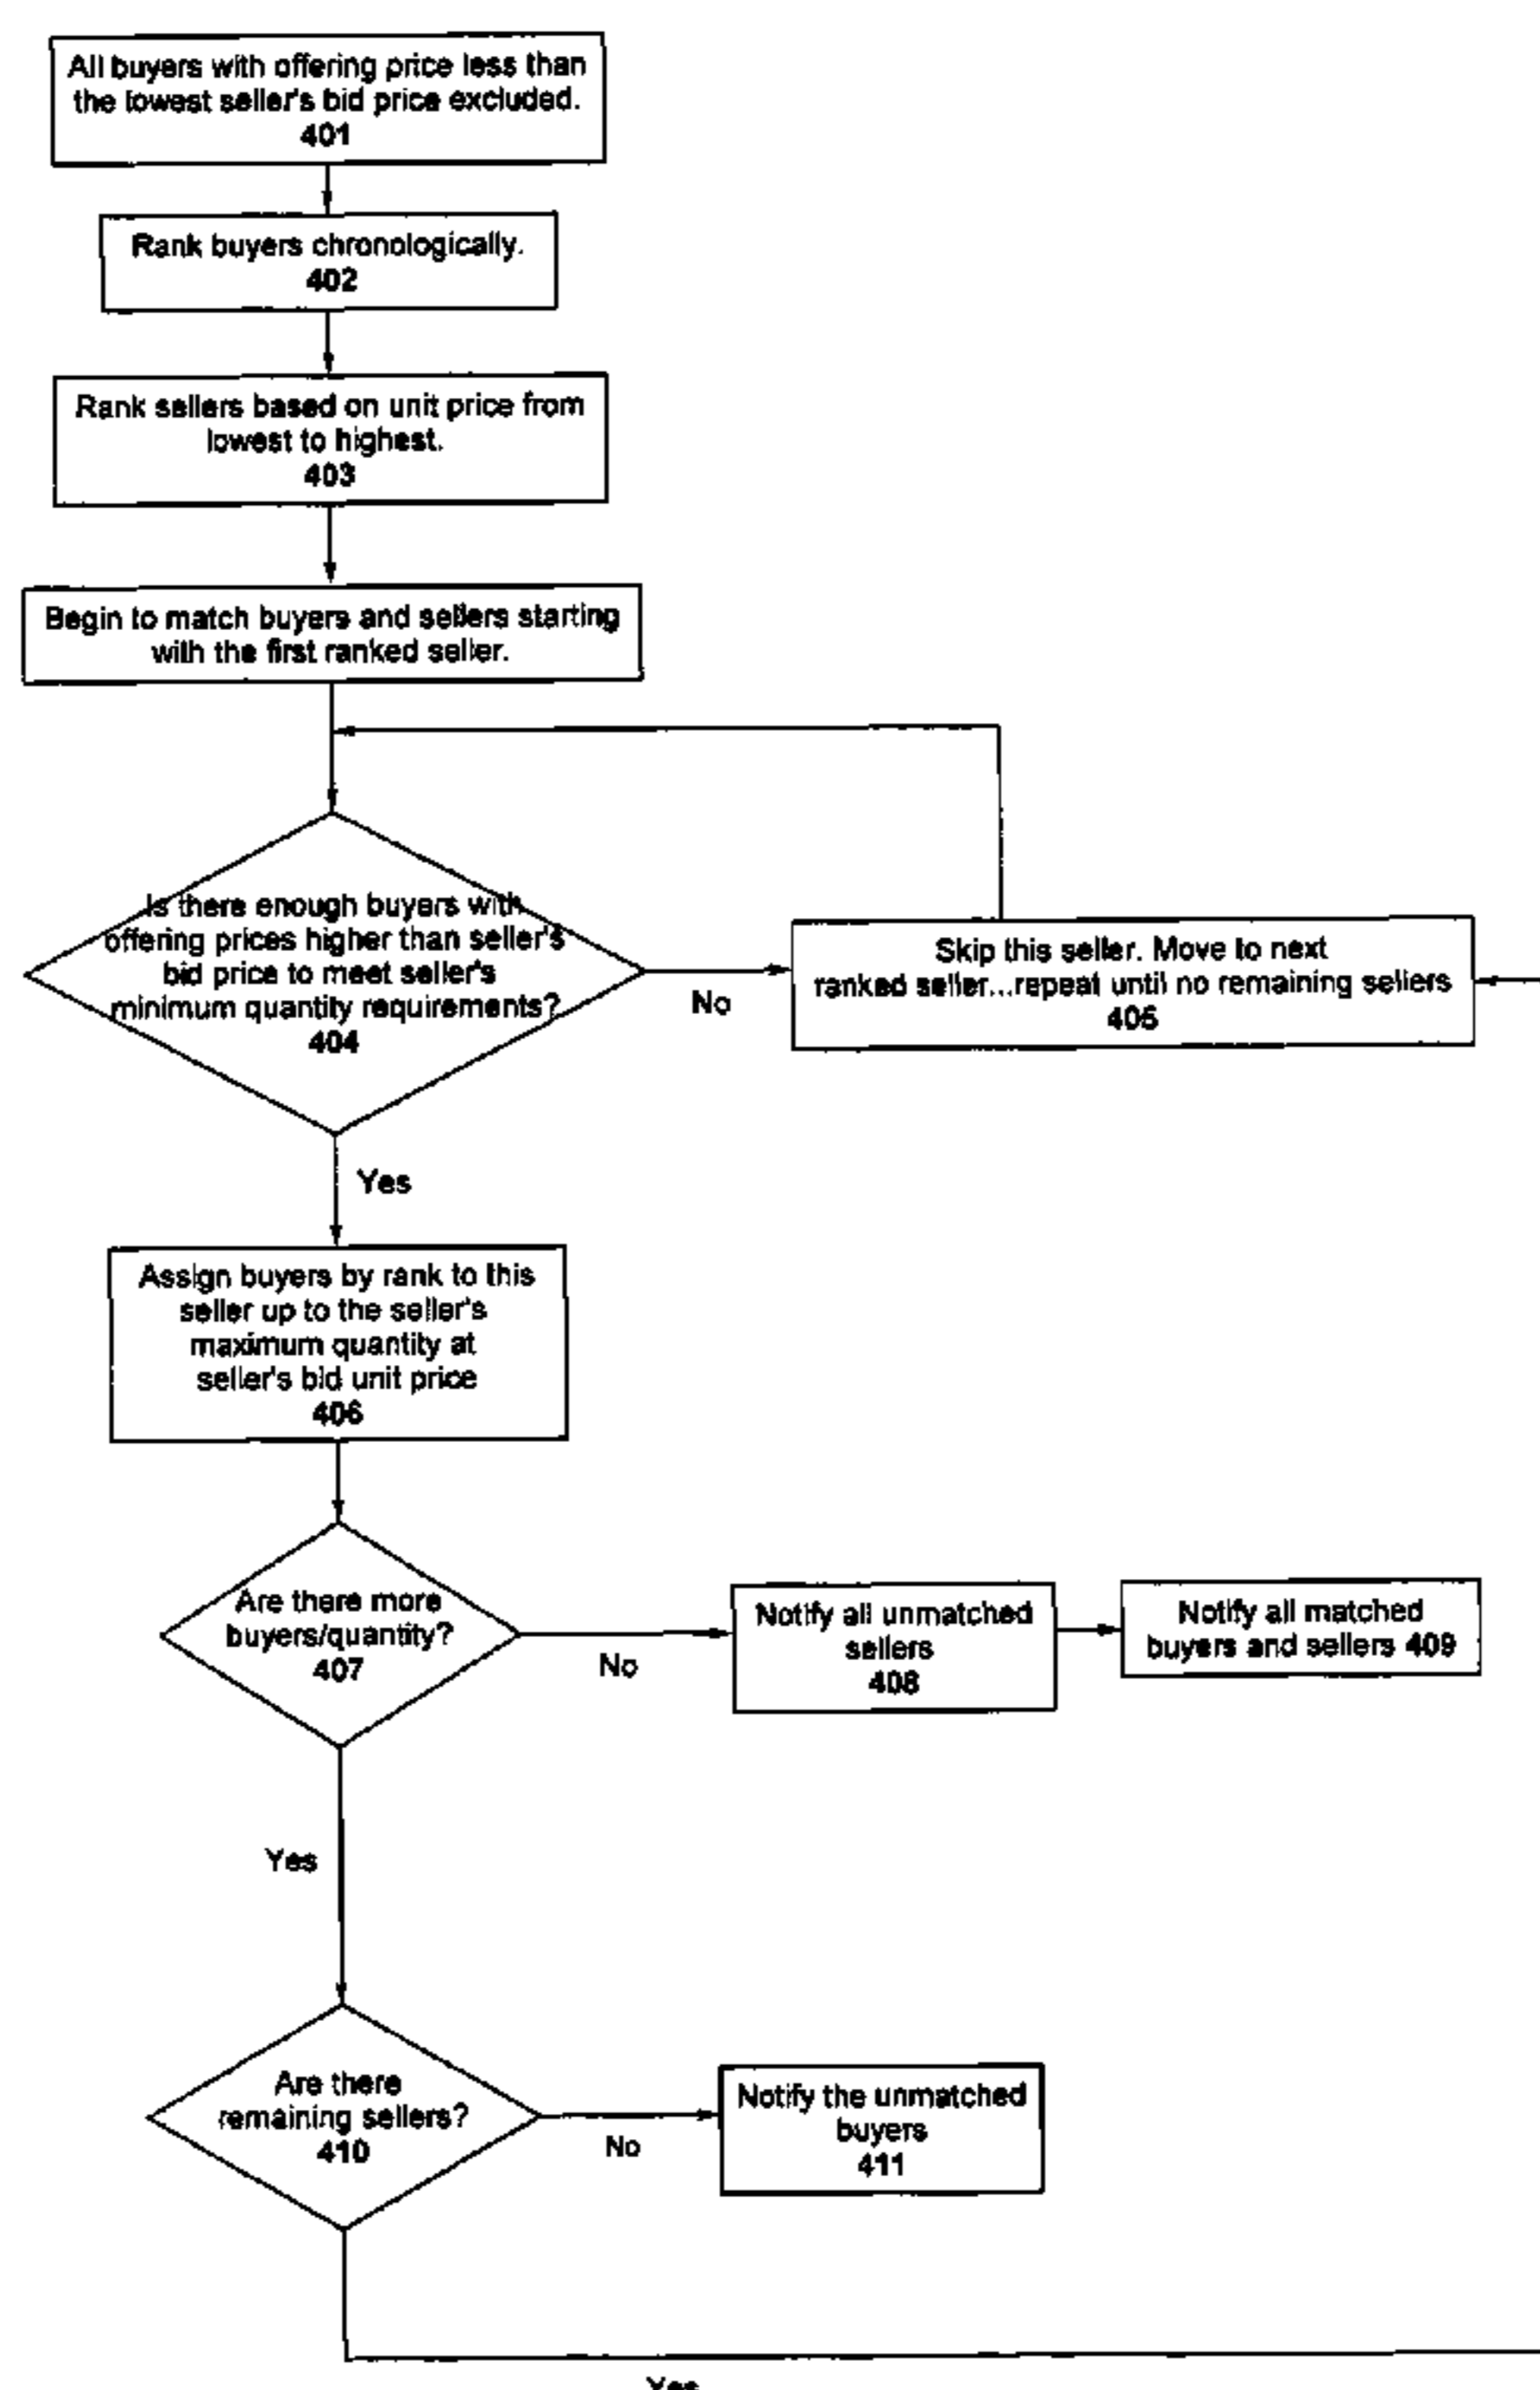 All buyers with offering price less than
the lowest seller's bid price excluded.
401
Rank buyers chronologically.
402
Rank sellers based on unit price from
lowest to highest.
403
Begin to match buyers and sellers starting
with the first ranked seller.
Is there enough buyers with
offering prices higher than seller's
bid price to meet seller's
minimum quantity requirements?
404
No
Skip this seller. Move to next
ranked seller...repeat until no remaining sellers
405
Yes
Assign buyers by rank to this
seller up to the seller's
maximum quantity at
seller's bid unit price
406
Are there more
buyers/quantity?
407
No
Notify all unmatched
sellers
408
Notify all matched
buyers and sellers 409
Yes
Are there
remaining sellers?
410
No
Notify the unmatched
buyers
411
Yes